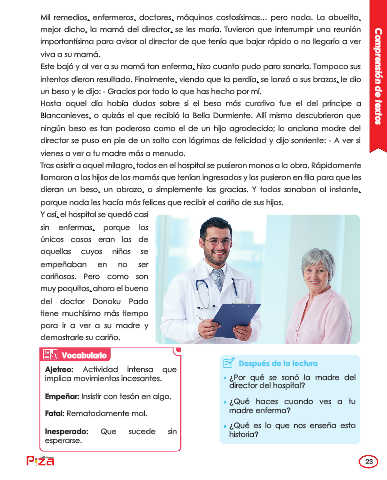 Mil remedios, enfermeros, doctores, máquinas costosísimas... pero nada. La abuelita,
mejor dicho, la mamá del director, se les moría. Tuvieron que interrumpir una reunión
importantísima para avisar al director de que tenía que bajar rápido o no llegaría a ver
viva a su mamá.
Este bajó y al ver a su mamá tan enferma, hizo cuanto pudo para sanarla. Tampoco sus
intentos dieron resultado. Finalmente, viendo que la perdía, se lanzó a sus brazos, le dio
un beso y le dijo: - Gracias por todo lo que has hecho por mí.
Hasta aquel día había dudas sobre si el beso más curativo fue el del príncipe a
Blancanieves, o quizás el que recibió la Bella Durmiente. Allí mismo descubrieron que
ningún beso es tan poderoso como el de un hijo agradecido; la anciana madre del
director se puso en pie de un salto con lágrimas de felicidad y dijo sonriente: - A ver si
vienes a ver a tu madre más a menudo.
Tras asistir a aquel milagro, todos en el hospital se pusieron manos a la obra. Rápidamente
llamaron a los hijos de las mamás que tenían ingresadas y los pusieron en fila para que les
dieran un beso, un abrazo, o simplemente las gracias. Y todas sanaban al instante,
porque nada les hacía más felices que recibir el cariño de sus hijos.
Y así, el hospital se quedó casi
sin enfermas, porque los
únicos casos eran los de
aquellas cuyos niños se
empeñaban en no ser
cariñosos. Pero como son
muy poquitos, ahora el bueno
del doctor Donoku Pado
tiene muchísimo más tiempo
para ir a ver a su madre y
demostrarle su cariño.
Comprensión de textos
Vocabulario
Ajetreo: Actividad intensa que
implica movimientos incesantes.
Empeñar: Insistir con tesón en algo.
Fatal: Rematadamente mal.
Inesperado: Que sucede sin
esperarse.
Después de la lectura
• ¿Por qué se sanó la madre del
director del hospital?
• ¿Qué haces cuando ves a tu
madre enferma?
• ¿Qué es lo que nos enseña esta
historia?
Piza
23